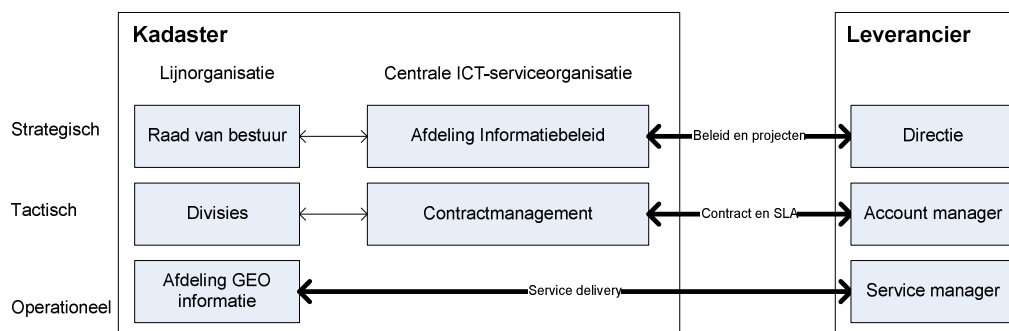 Kadaster
Leverancier
Lijnorganisatie
Centrale ICT-serviceorganisatie
Strategisch
Raad van bestuur
Afdeling Informatiebeleid
Beleid en projecten
Directie
Tactisch
Divisies
Contractmanagement
Contract en SLA
Account manager
Operationeel
Afdeling GEO
informatie
Service delivery
Service manager